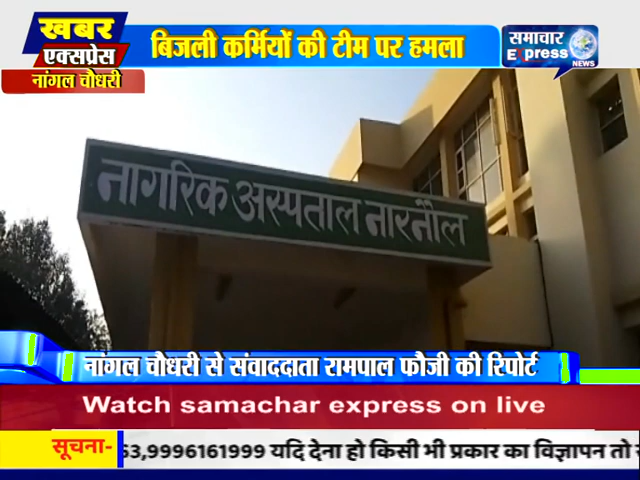 खबर
एक्सप्रेस
नांगल चौधरी
बिजली कर्मियों की टीम पर हमला
समाचार
Express
NEWS
नागरिक अस्पताल नारनौल
नांगल चौधरी से संवाददाता रामपाल फौजी की रिपोर्ट
Watch samachar express on live
सूचना-
63,9996161999 यदि देना हो किसी भी प्रकार का विज्ञापन तो